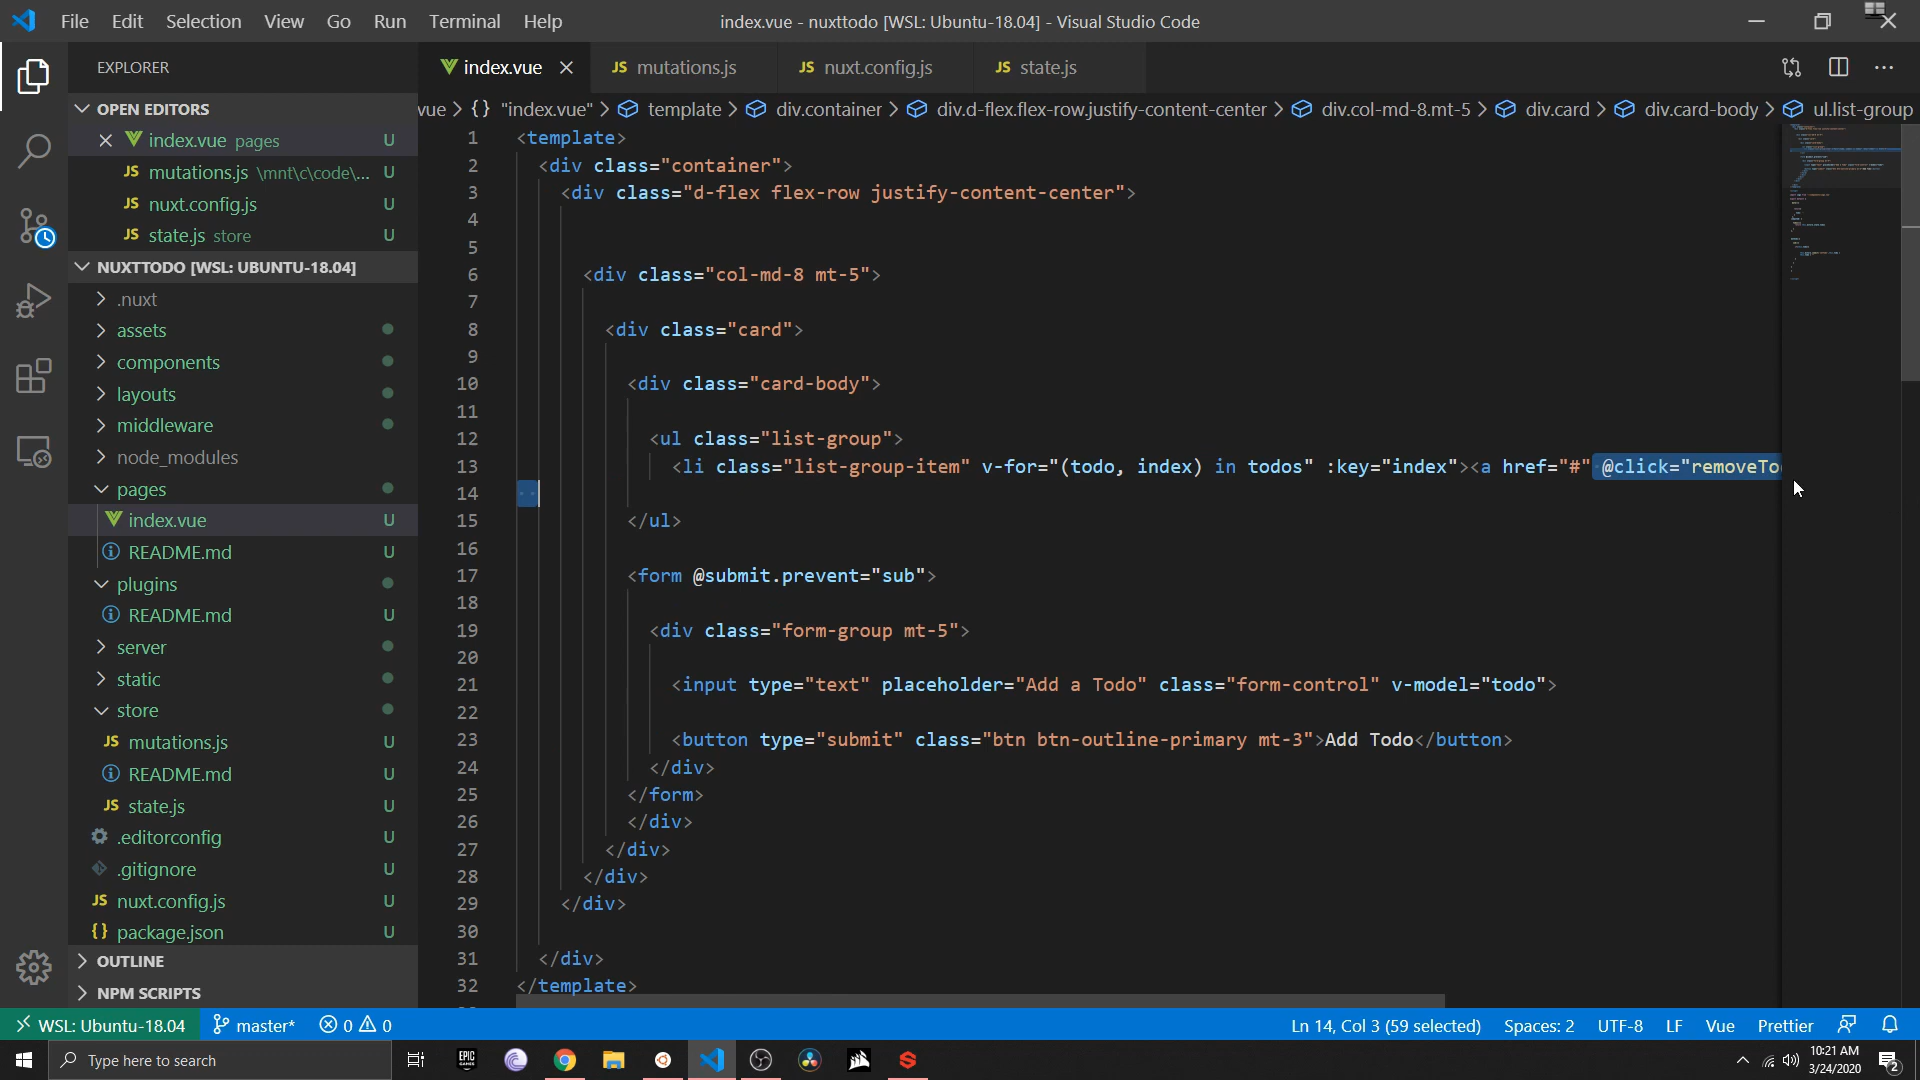 File Edit Selection View Go Run Terminal Help
index.vue - nuxttodo [WSL: Ubuntu-18.04] - Visual Studio Code
EXPLORER
OPEN EDITORS
index.vue pages U
JS mutations.js \mnt\c\code\... U
JS nuxt.config.js U
JS state.js store U
NUXTTODO [WSL: UBUNTU-18.04]
.nuxt
assets
components
layouts
middleware
node_modules
pages
index.vue U
README.md U
plugins
README.md U
server
static
store
JS mutations.js U
README.md U
JS state.js U
.editorconfig U
.gitignore U
JS nuxt.config.js U
{} package.json U
OUTLINE
NPM SCRIPTS
index.vue
JS mutations.js
JS nuxt.config.js
JS state.js
vue > {} "index.vue" > template > div.container > div.d-flex.flex-row.justify-content-center > div.col-md-8.mt-5 > div.card > div.card-body > ul.list-group
1 <template>
2 <div class="container">
3 <div class="d-flex flex-row justify-content-center">
4
5
6 <div class="col-md-8 mt-5">
7
8 <div class="card">
9
10 <div class="card-body">
11
12 <ul class="list-group">
13 <li class="list-group-item" v-for="(todo, index) in todos" :key="index"><a href="#" @click="removeTo
14
15 </ul>
16
17 <form @submit.prevent="sub">
18
19 <div class="form-group mt-5">
20
21 <input type="text" placeholder="Add a Todo" class="form-control" v-model="todo">
22
23 <button type="submit" class="btn btn-outline-primary mt-3">Add Todo</button>
24 </div>
25 </form>
26 </div>
27 </div>
28 </div>
29 </div>
30
31 </div>
32 </template>
WSL: Ubuntu-18.04 master* 0 0
Ln 14, Col 3 (59 selected) Spaces: 2 UTF-8 LF Vue Prettier
Type here to search
EPIC GAMES
10:21 AM
3/24/2020
2